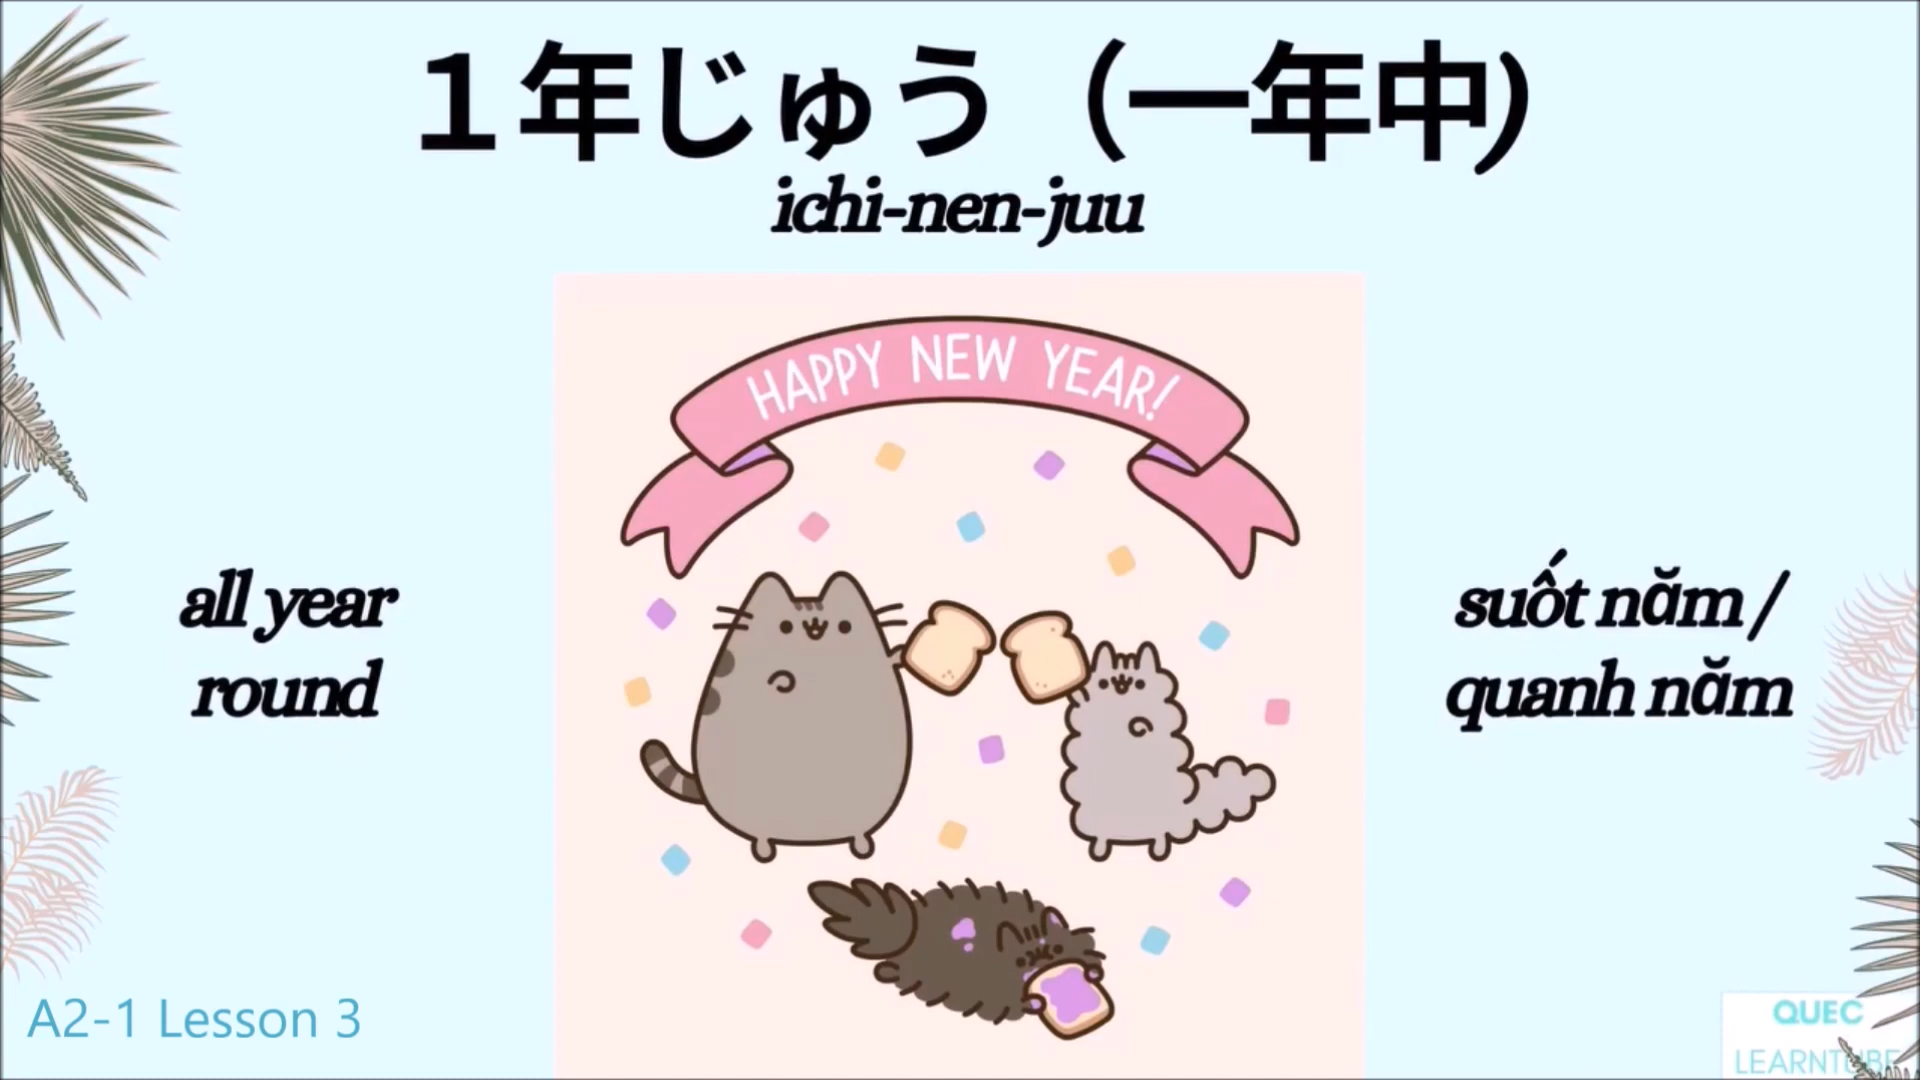 １年じゅう（一年中）
ichi-nen-juu
HAPPY NEW YEAR!
all year
round
suốt năm /
quanh năm
A2-1 Lesson 3
QUEC
LEARNTUBE